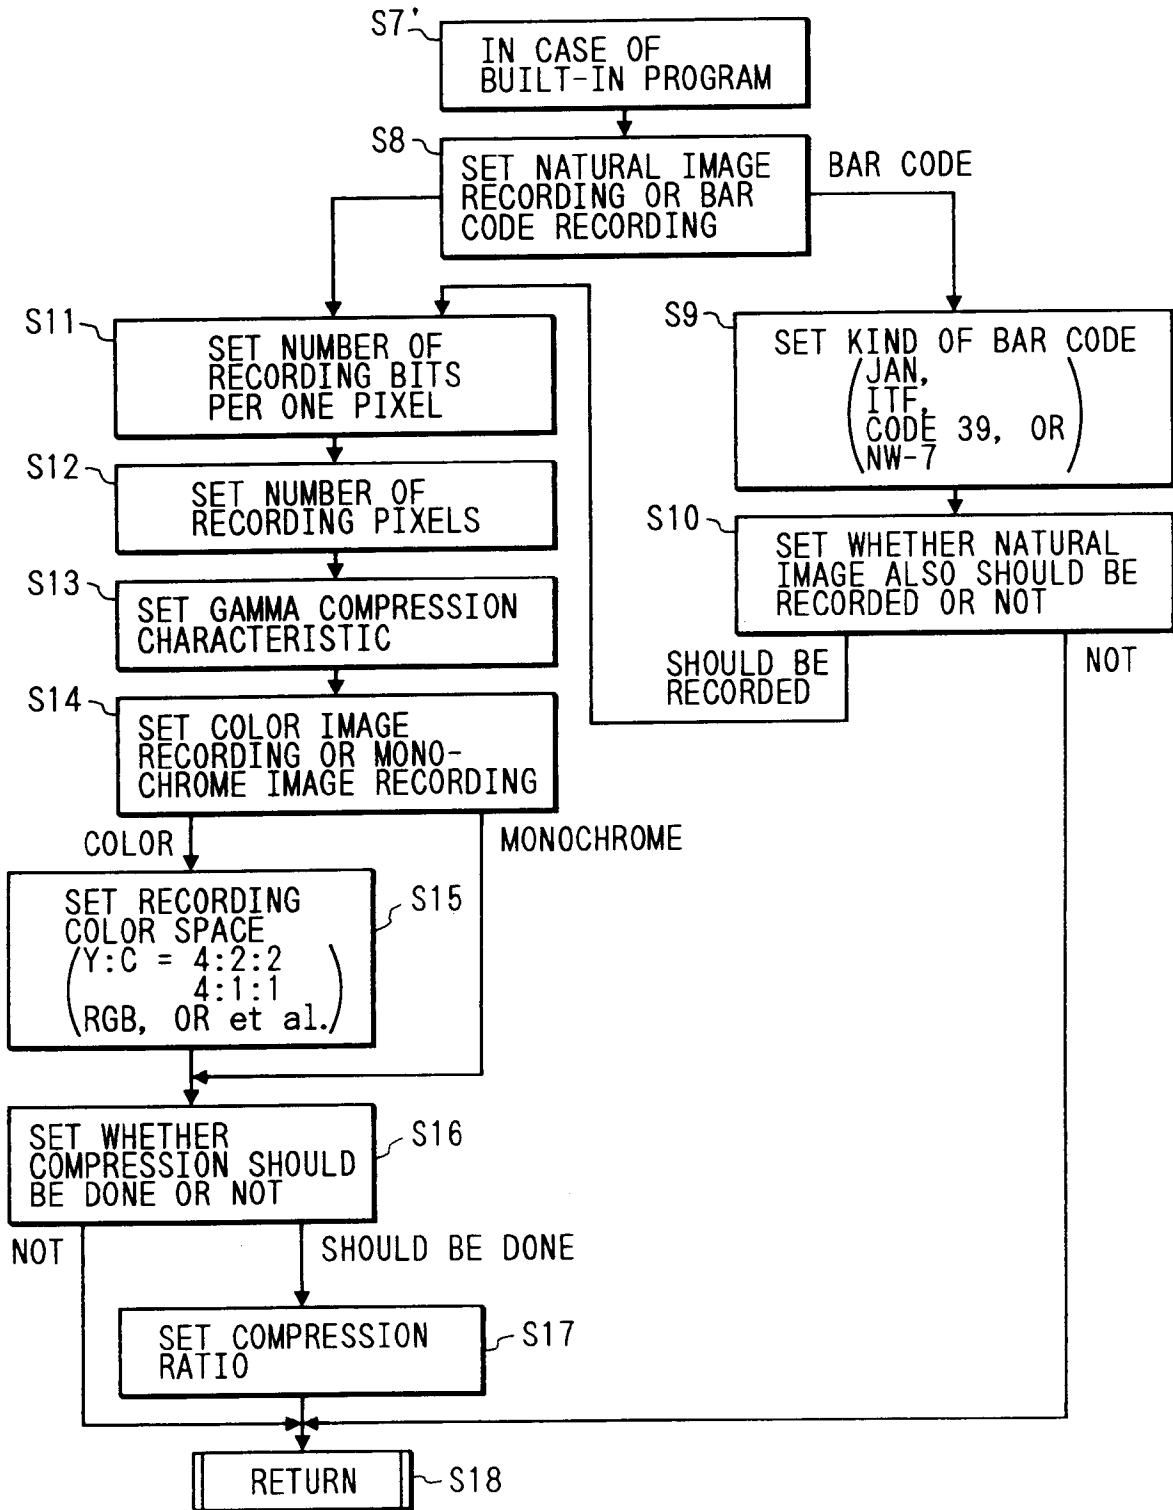 S7'
IN CASE OF
BUILT-IN PROGRAM
S8
SET NATURAL IMAGE
RECORDING OR BAR
CODE RECORDING
BAR CODE
S11
SET NUMBER OF
RECORDING BITS
PER ONE PIXEL
S9
SET KIND OF BAR CODE
(JAN,
ITF,
CODE 39, OR
NW-7)
S12
SET NUMBER OF
RECORDING PIXELS
S10
SET WHETHER NATURAL
IMAGE ALSO SHOULD BE
RECORDED OR NOT
SHOULD BE
RECORDED
NOT
S13
SET GAMMA COMPRESSION
CHARACTERISTIC
S14
SET COLOR IMAGE
RECORDING OR MONO-
CHROME IMAGE RECORDING
COLOR
MONOCHROME
SET RECORDING
COLOR SPACE
(Y:C = 4:2:2
4:1:1
RGB, OR et al.)
S15
SET WHETHER
COMPRESSION SHOULD
BE DONE OR NOT
S16
NOT
SHOULD BE DONE
SET COMPRESSION
RATIO
S17
RETURN
S18